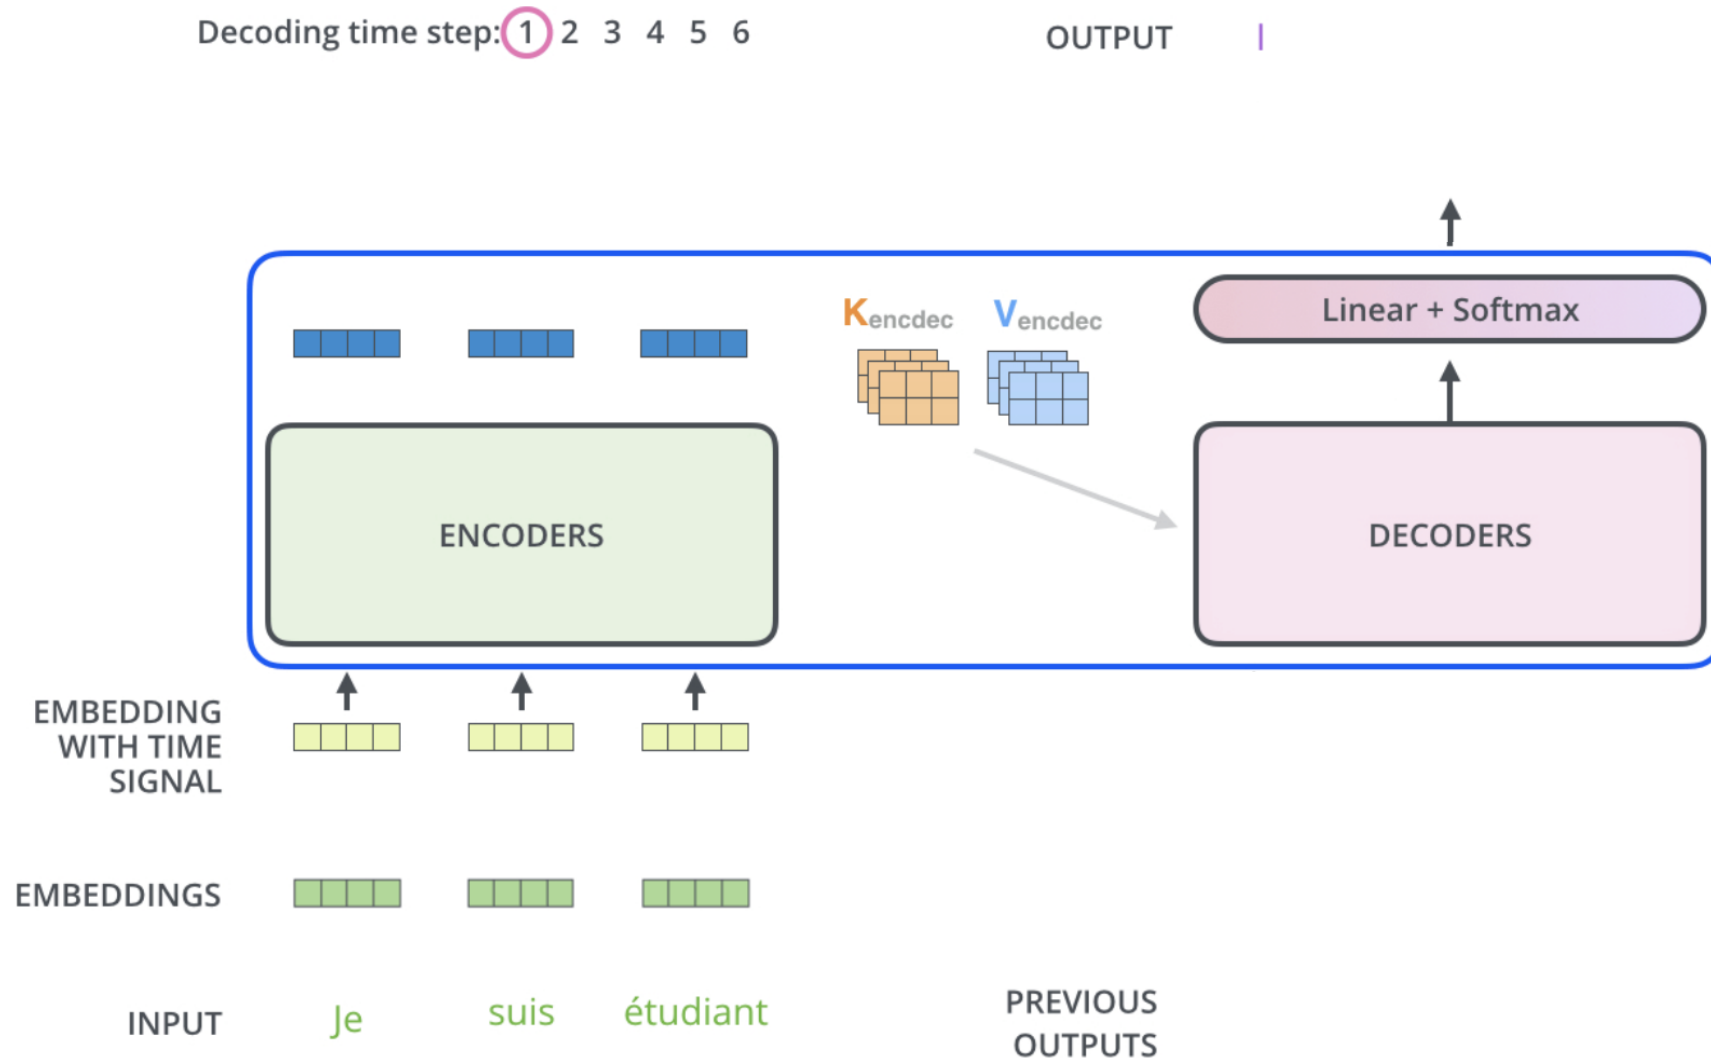 Decoding time step: 1 2 3 4 5 6
OUTPUT I
Kencdec Vencdec
Linear + Softmax
ENCODERS
DECODERS
EMBEDDING
WITH TIME
SIGNAL
EMBEDDINGS
INPUT Je suis étudiant
PREVIOUS
OUTPUTS